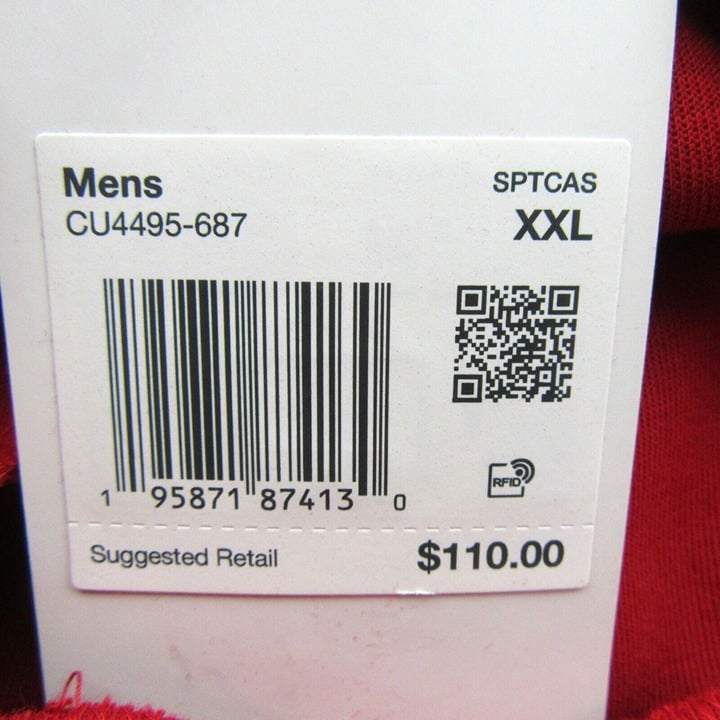 Mens
SPTCAS
CU4495-687
XXL
RFID
1 95871 87413 0
Suggested Retail
$110.00